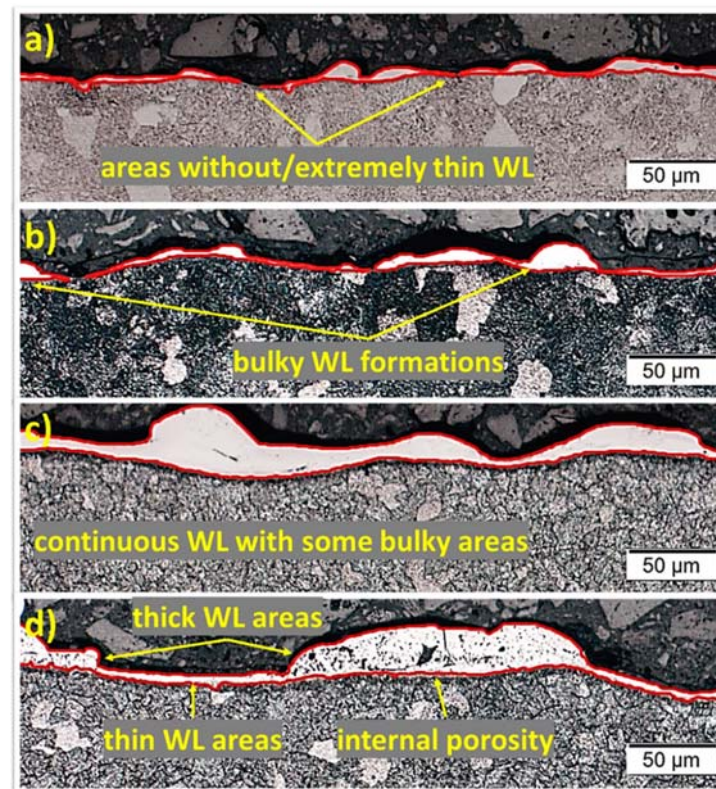 a)
areas without/extremely thin WL
50 µm
b)
bulky WL formations
50 µm
c)
continuous WL with some bulky areas
50 µm
d)
thick WL areas
thin WL areas
internal porosity
50 µm